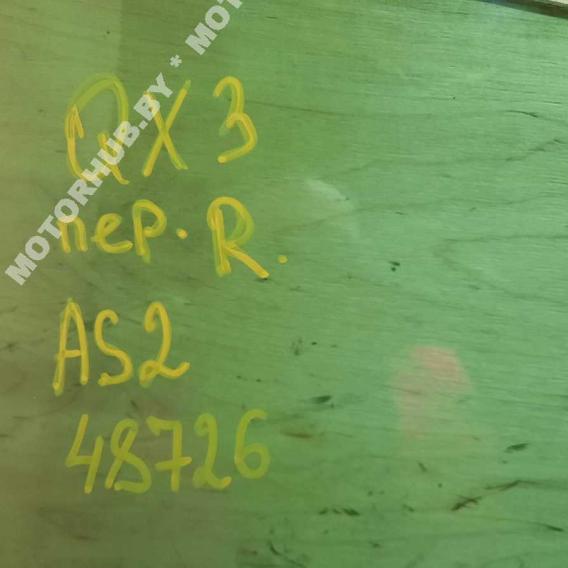 QX3
пер. R.
AS2
48726
MOTORHUB.BY * MOT